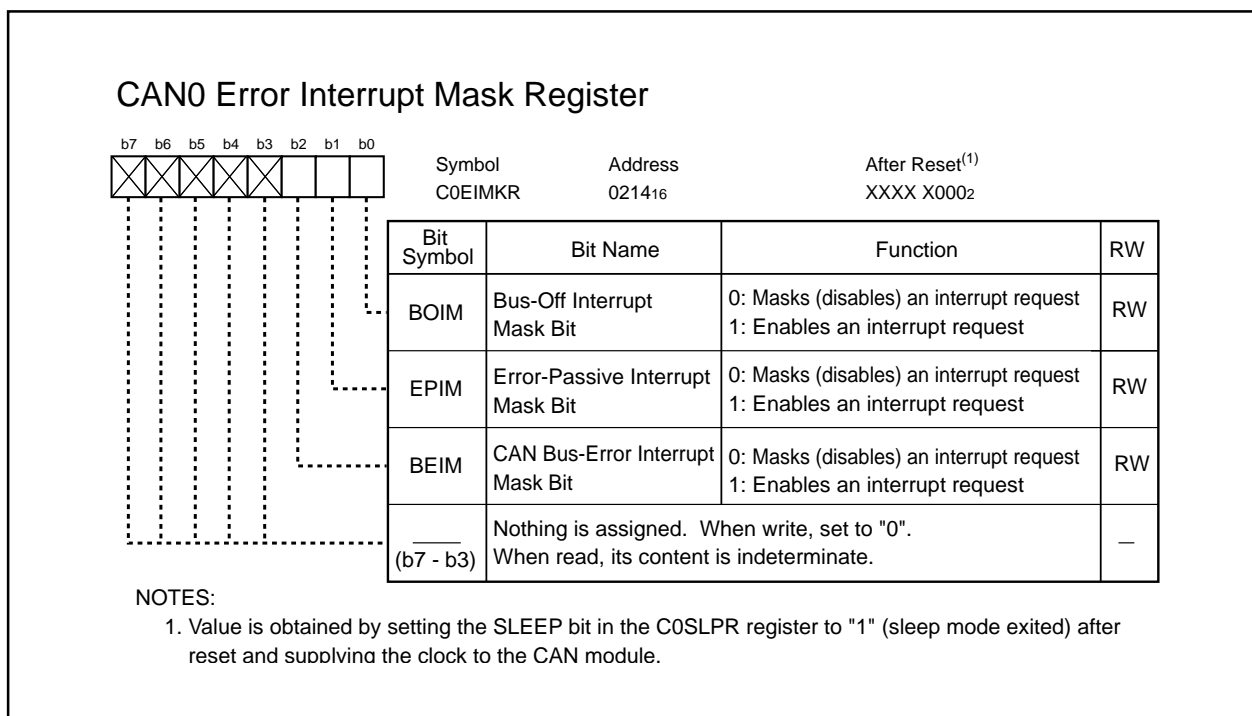 CAN0 Error Interrupt Mask Register
b7 b6 b5 b4 b3 b2 b1 b0
Symbol Address After Reset(1)
C0EIMKR 021416 XXXX X0002
Bit Symbol Bit Name Function RW
BOIM Bus-Off Interrupt Mask Bit 0: Masks (disables) an interrupt request 1: Enables an interrupt request RW
EPIM Error-Passive Interrupt Mask Bit 0: Masks (disables) an interrupt request 1: Enables an interrupt request RW
BEIM CAN Bus-Error Interrupt Mask Bit 0: Masks (disables) an interrupt request 1: Enables an interrupt request RW
(b7 - b3) Nothing is assigned. When write, set to "0". When read, its content is indeterminate. —
NOTES:
1. Value is obtained by setting the SLEEP bit in the C0SLPR register to "1" (sleep mode exited) after
reset and supplying the clock to the CAN module.